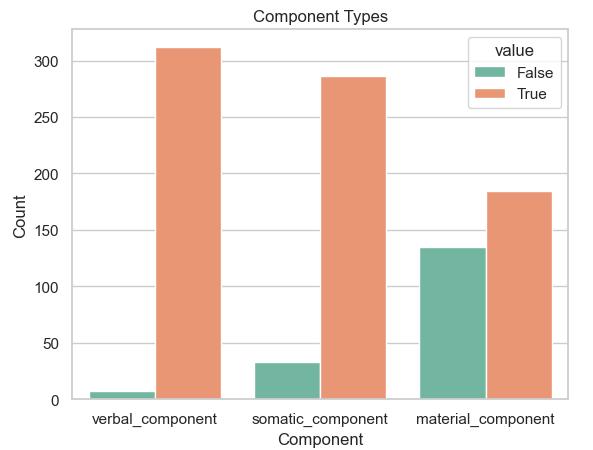 Component Types
value
False
True
300
250
200
150
100
50
0
Count
verbal_component
somatic_component
material_component
Component